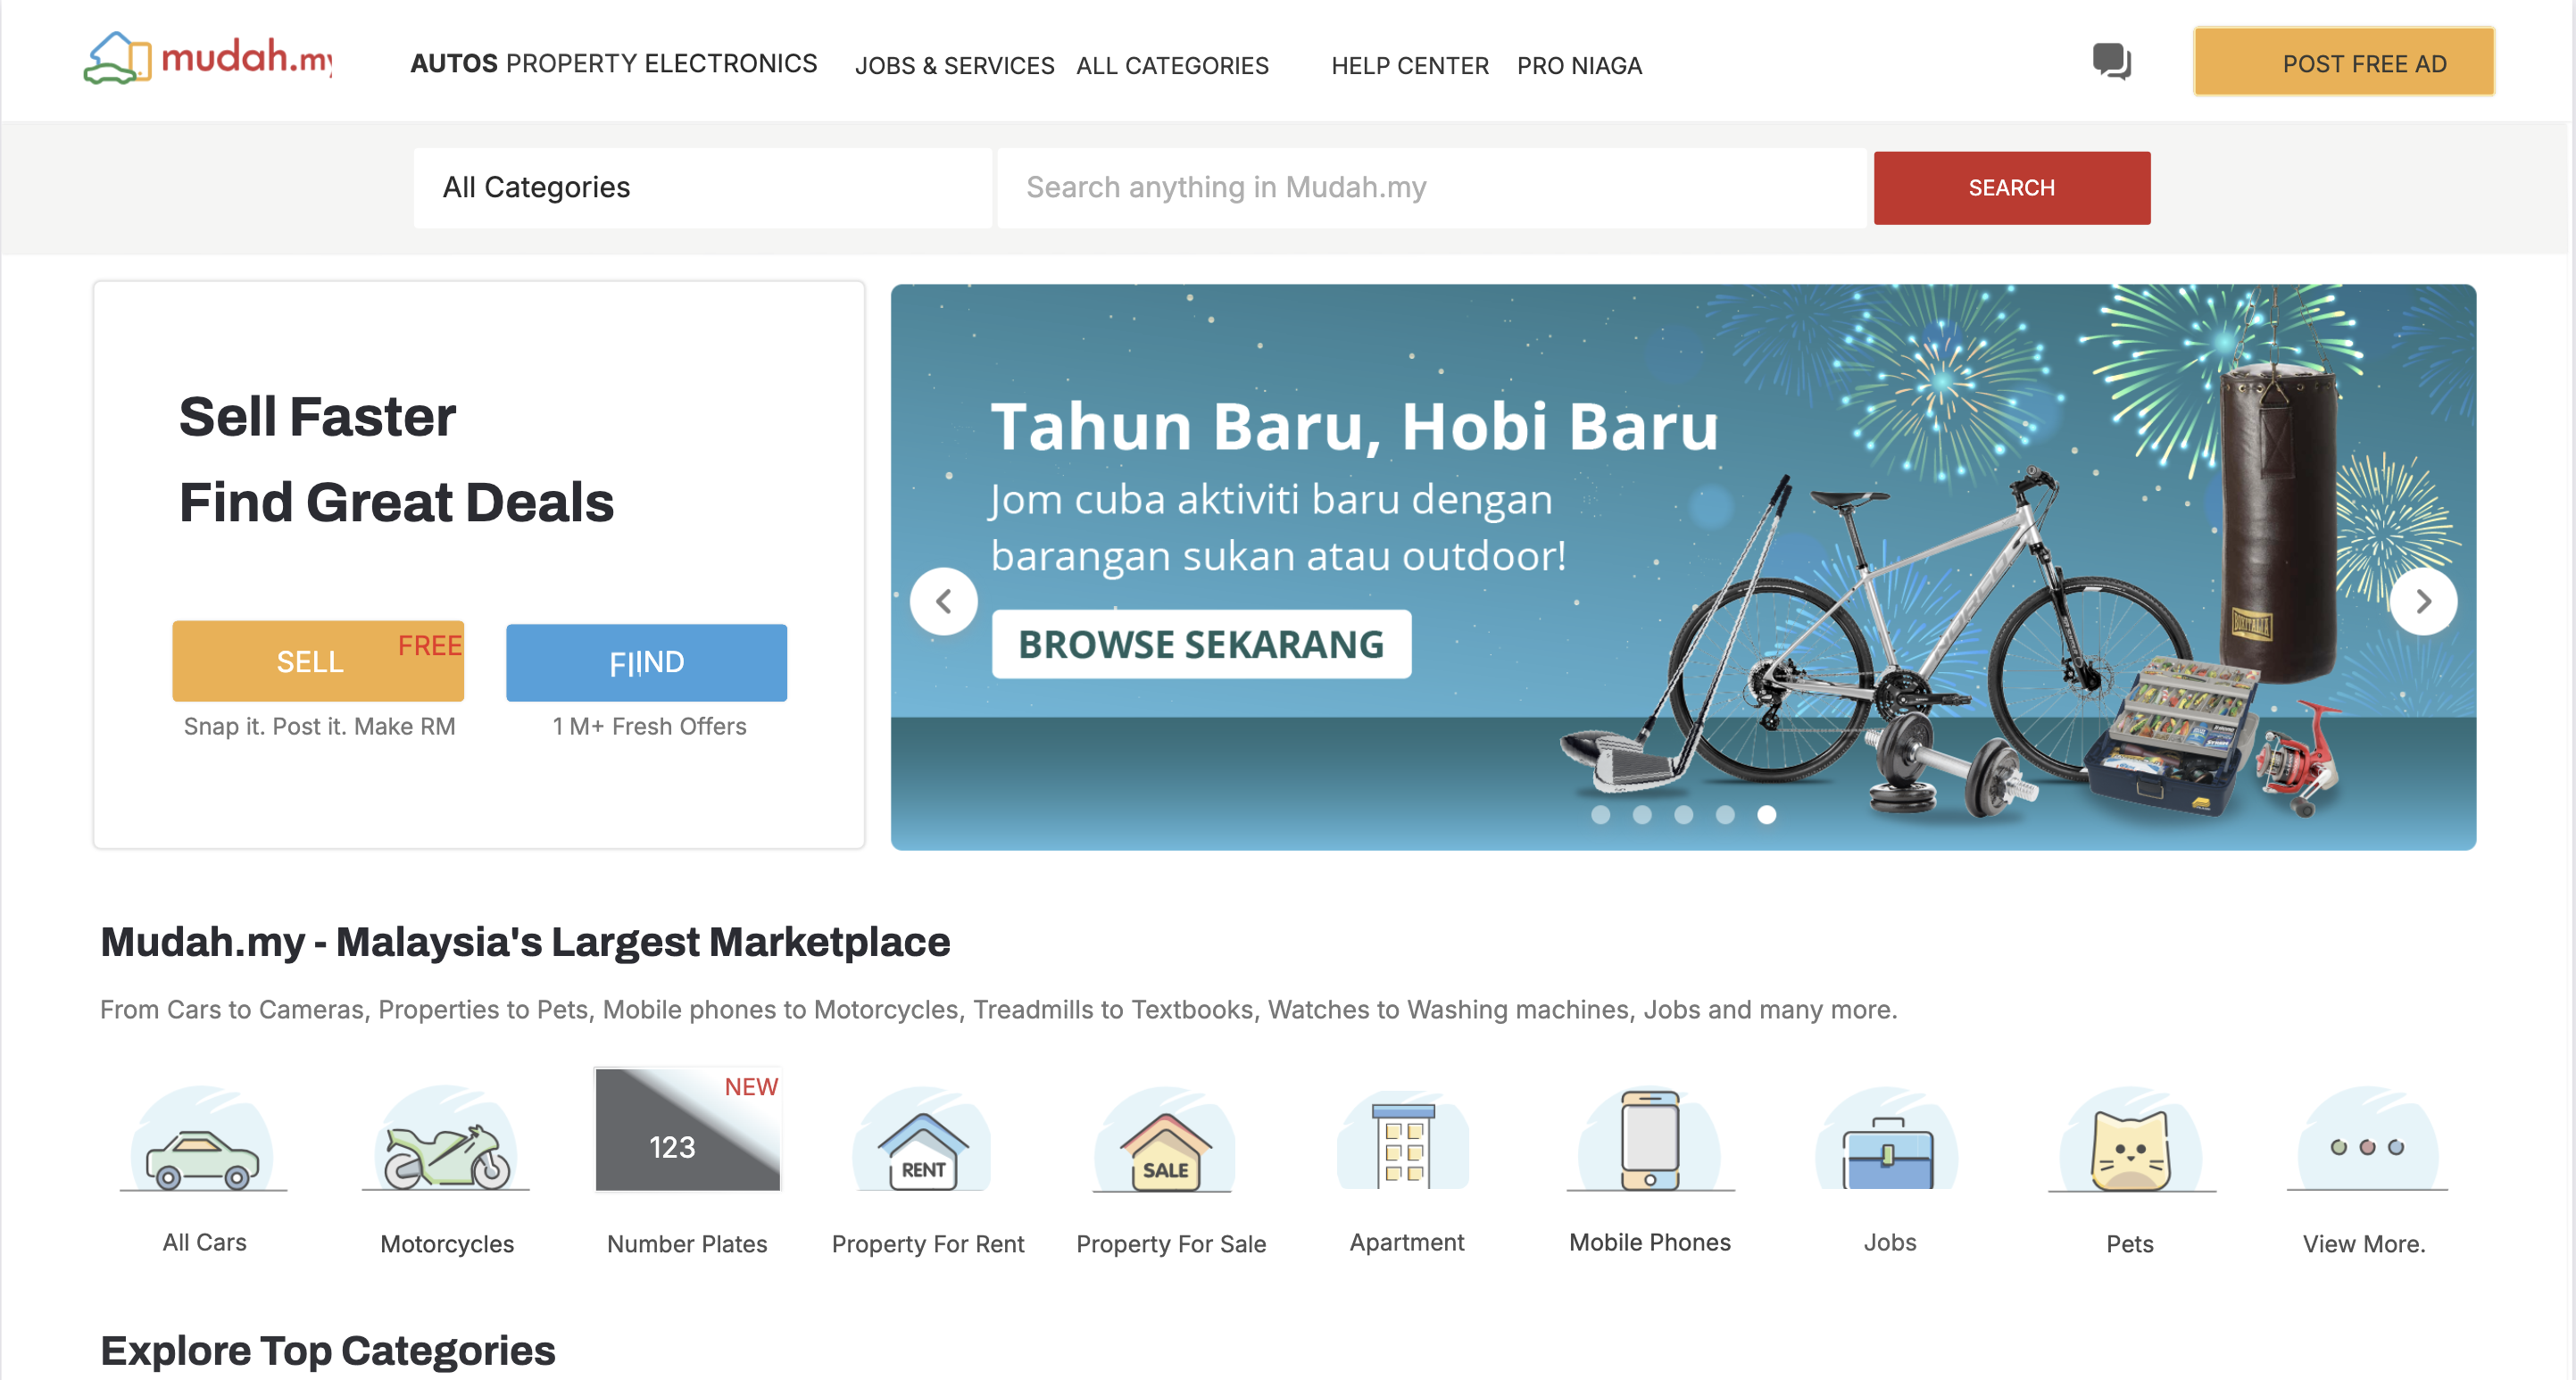 mudah.my
AUTOS PROPERTY ELECTRONICS JOBS & SERVICES ALL CATEGORIES HELP CENTER PRO NIAGA
POST FREE AD
All Categories
Search anything in Mudah.my
SEARCH
Sell Faster
Find Great Deals
SELL
FREE
FIIND
Snap it. Post it. Make RM
1 M+ Fresh Offers
Tahun Baru, Hobi Baru
Jom cuba aktiviti baru dengan
barangan sukan atau outdoor!
BROWSE SEKARANG
Mudah.my - Malaysia's Largest Marketplace
From Cars to Cameras, Properties to Pets, Mobile phones to Motorcycles, Treadmills to Textbooks, Watches to Washing machines, Jobs and many more.
NEW
123
RENT
SALE
All Cars
Motorcycles
Number Plates
Property For Rent
Property For Sale
Apartment
Mobile Phones
Jobs
Pets
View More.
Explore Top Categories